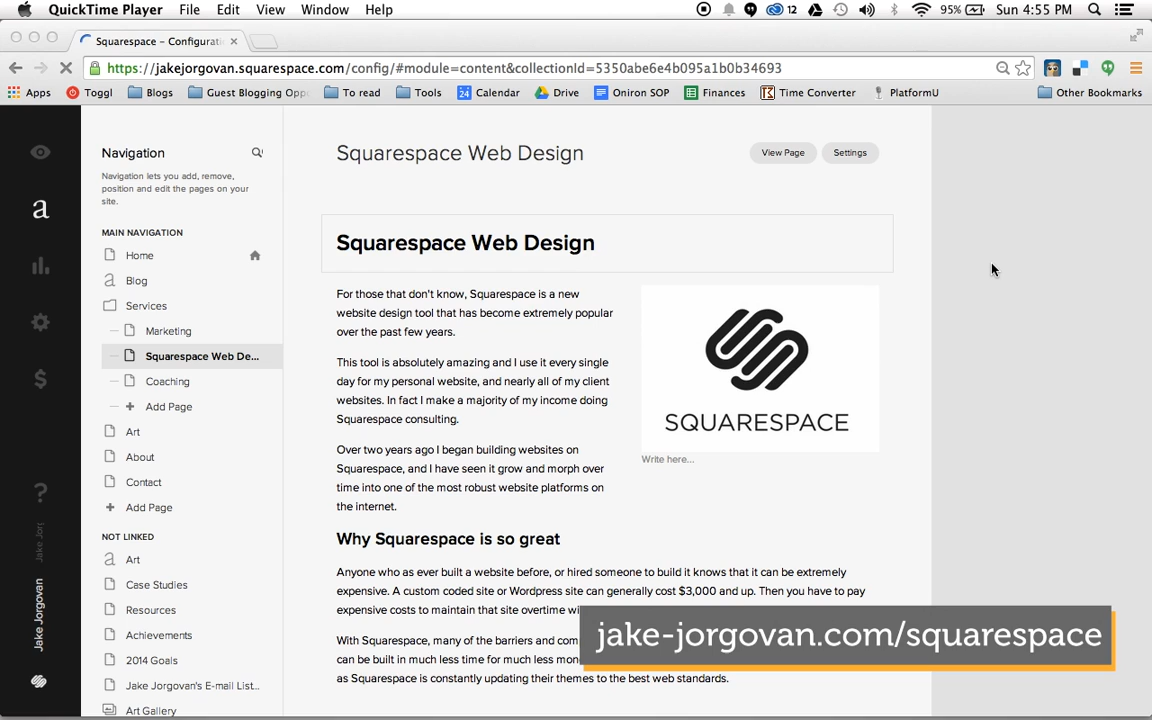 QuickTime Player File Edit View Window Help 12 95% Sun 4:55 PM
Squarespace – Configurati
https://jakejorgovan.squarespace.com/config/#module=content&collectionId=5350abe6e4b095a1b0b34693
Apps Toggl Blogs Guest Blogging Oppo To read Tools 24 Calendar Drive Oniron SOP Finances Time Converter PlatformU Other Bookmarks
Navigation
Navigation lets you add, remove,
position and edit the pages on your
site.
MAIN NAVIGATION
Home
Blog
Services
Marketing
Squarespace Web De...
Coaching
Add Page
Art
About
Contact
Add Page
NOT LINKED
Art
Case Studies
Resources
Achievements
2014 Goals
Jake Jorgovan's E-mail List...
Art Gallery
a
$
?
Jake Jorg
Jake Jorgovan
Squarespace Web Design
View Page Settings
Squarespace Web Design
For those that don't know, Squarespace is a new
website design tool that has become extremely popular
over the past few years.
This tool is absolutely amazing and I use it every single
day for my personal website, and nearly all of my client
websites. In fact I make a majority of my income doing
Squarespace consulting.
Over two years ago I began building websites on
Squarespace, and I have seen it grow and morph over
time into one of the most robust website platforms on
the internet.
SQUARESPACE
Write here...
Why Squarespace is so great
Anyone who as ever built a website before, or hired someone to build it knows that it can be extremely
expensive. A custom coded site or Wordpress site can generally cost $3,000 and up. Then you have to pay
expensive costs to maintain that site overtime wi
With Squarespace, many of the barriers and com
can be built in much less time for much less mon
as Squarespace is constantly updating their themes to the best web standards.
jake-jorgovan.com/squarespace